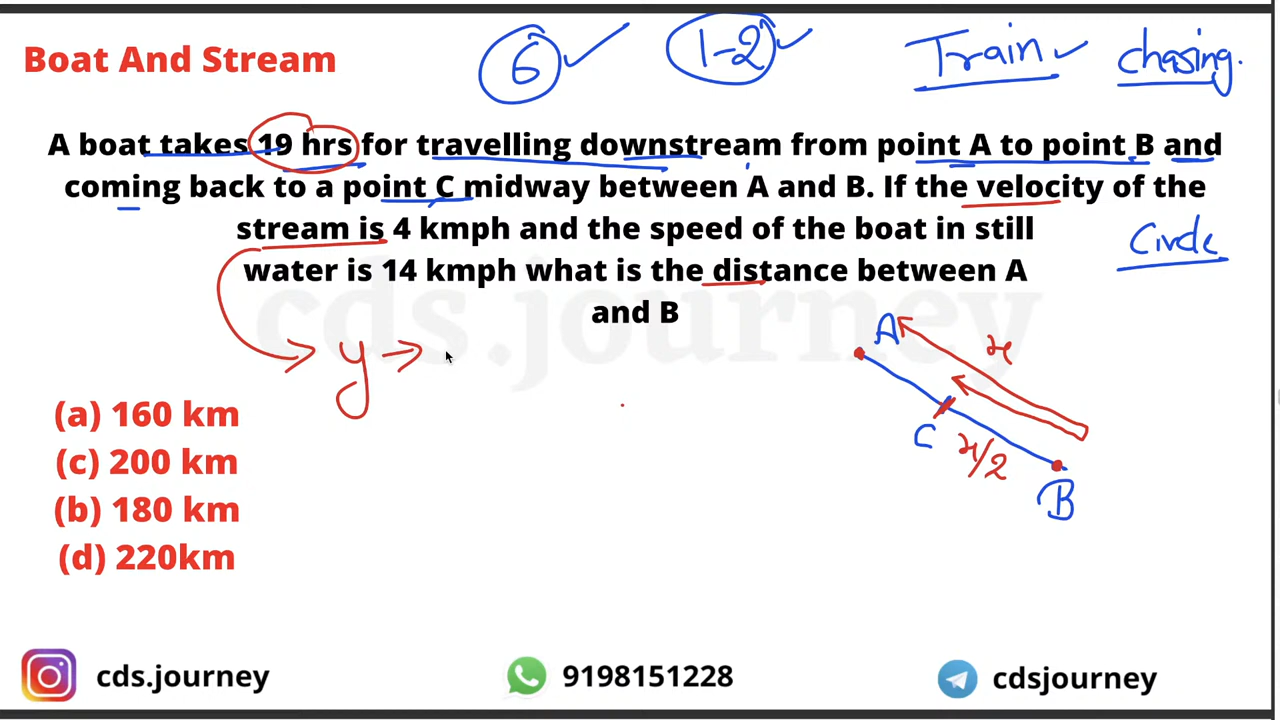 Boat And Stream
6 1-2 Train chasing.
A boat takes 19 hrs for travelling downstream from point A to point B and
coming back to a point C midway between A and B. If the velocity of the
stream is 4 kmph and the speed of the boat in still
water is 14 kmph what is the distance between A
and B
Circle
cds.journey
y →
A
x
C
x/2
B
(a) 160 km
(c) 200 km
(b) 180 km
(d) 220km
cds.journey
9198151228
cdsjourney